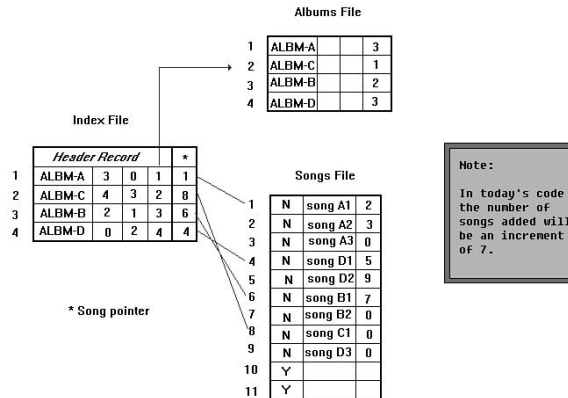 Albums File
1 ALBM-A 3
2 ALBM-C 1
3 ALBM-B 2
4 ALBM-D 3
Index File
Header Record *
1 ALBM-A 3 0 1 1
2 ALBM-C 4 3 2 8
3 ALBM-B 2 1 3 6
4 ALBM-D 0 2 4 4
* Song pointer
Songs File
1 N song A1 2
2 N song A2 3
3 N song A3 0
4 N song D1 5
5 N song D2 9
6 N song B1 7
7 N song B2 0
8 N song C1 0
9 N song D3 0
10 Y
11 Y
Note:
In today's code
the number of
songs added will
be an increment
of 7.